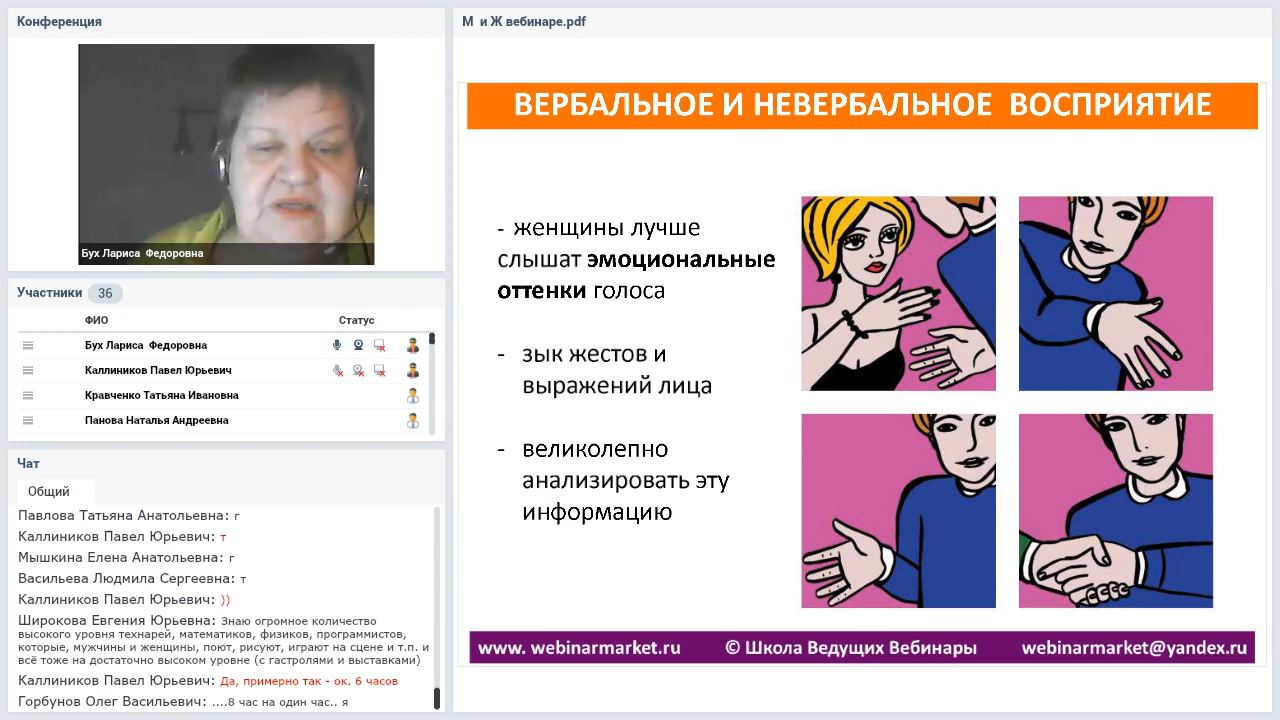 Конференция
Бух Лариса Федоровна
Участники 36
ФИО Статус
Бух Лариса Федоровна
Каллиников Павел Юрьевич
Кравченко Татьяна Ивановна
Панова Наталья Андреевна
Чат
Общий
Павлова Татьяна Анатольевна: г
Каллиников Павел Юрьевич: т
Мышкина Елена Анатольевна: г
Васильева Людмила Сергеевна: т
Каллиников Павел Юрьевич: ))
Широкова Евгения Юрьевна: Знаю огромное количество
высокого уровня технарей, математиков, физиков, программистов,
которые, мужчины и женщины, поют, рисуют, играют на сцене и т.п. и
всё тоже на достаточно высоком уровне (с гастролями и выставками)
Каллиников Павел Юрьевич: Да, примерно так - ок. 6 часов
Горбунов Олег Васильевич: ....8 час на один час.. я
М и Ж вебинаре.pdf
ВЕРБАЛЬНОЕ И НЕВЕРБАЛЬНОЕ ВОСПРИЯТИЕ
- женщины лучше
слышат эмоциональные
оттенки голоса
- зык жестов и
выражений лица
- великолепно
анализировать эту
информацию
www. webinarmarket.ru © Школа Ведущих Вебинары webinarmarket@yandex.ru